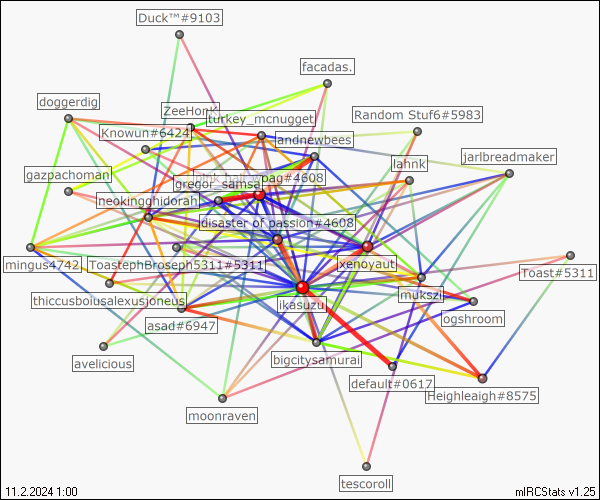 Duck™#9103
facadas.
doggerdig
ZeeHonK
turkey_mcnugget
Random Stuf6#5983
Knowun#6424
andnewbees
lahnk
jarlbreadmaker
gazpachoman
gregor_samsa
pag#4608
neokingghidorah
disaster of passion#4608
mingus4742_
ToastephBroseph5311#5311
xenoyaut
Toast#5311
thiccusboiusalexusjoneus
ikasuzu
mukszi
ogshroom
asad#6947
avelicious
bigcitysamurai
default#0617
Heighleaigh#8575
moonraven
tescoroll
11.2.2024 1:00
mIRCStats v1.25